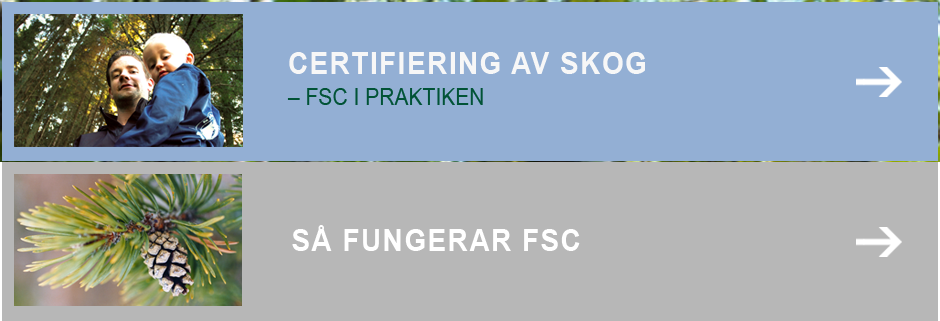 CERTIFIERING AV SKOG
– FSC I PRAKTIKEN
SÅ FUNGERAR FSC